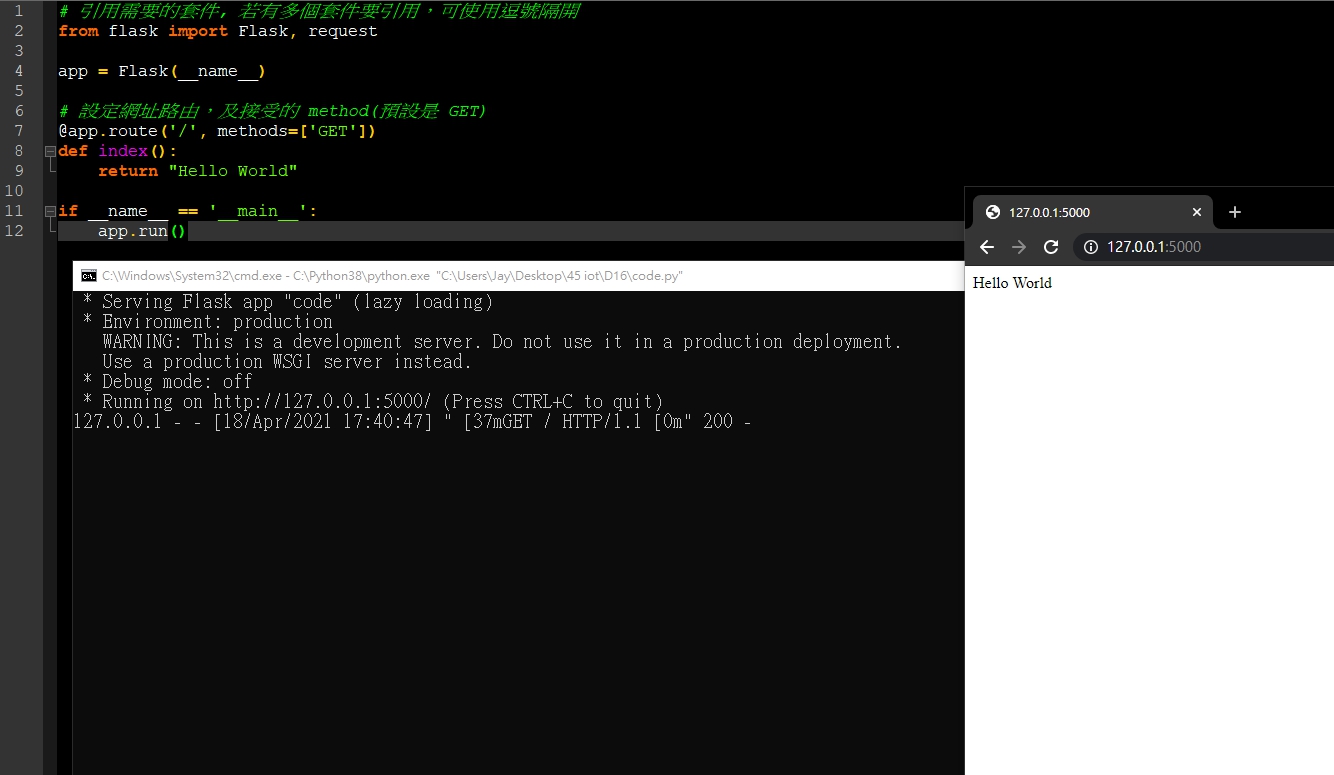 1 # 引用需要的套件, 若有多個套件要引用，可使用逗號隔開
2 from flask import Flask, request
3
4 app = Flask(__name__)
5
6 # 設定網址路由，及接受的 method(預設是 GET)
7 @app.route('/', methods=['GET'])
8 def index():
9 return "Hello World"
10
11 if __name__ == '__main__':
12 app.run()
127.0.0.1:5000
127.0.0.1:5000
Hello World
C:\Windows\System32\cmd.exe - C:\Python38\python.exe "C:\Users\Jay\Desktop\45 iot\D16\code.py"
* Serving Flask app "code" (lazy loading)
* Environment: production
WARNING: This is a development server. Do not use it in a production deployment.
Use a production WSGI server instead.
* Debug mode: off
* Running on http://127.0.0.1:5000/ (Press CTRL+C to quit)
127.0.0.1 - - [18/Apr/2021 17:40:47] " [37mGET / HTTP/1.1 [0m" 200 -